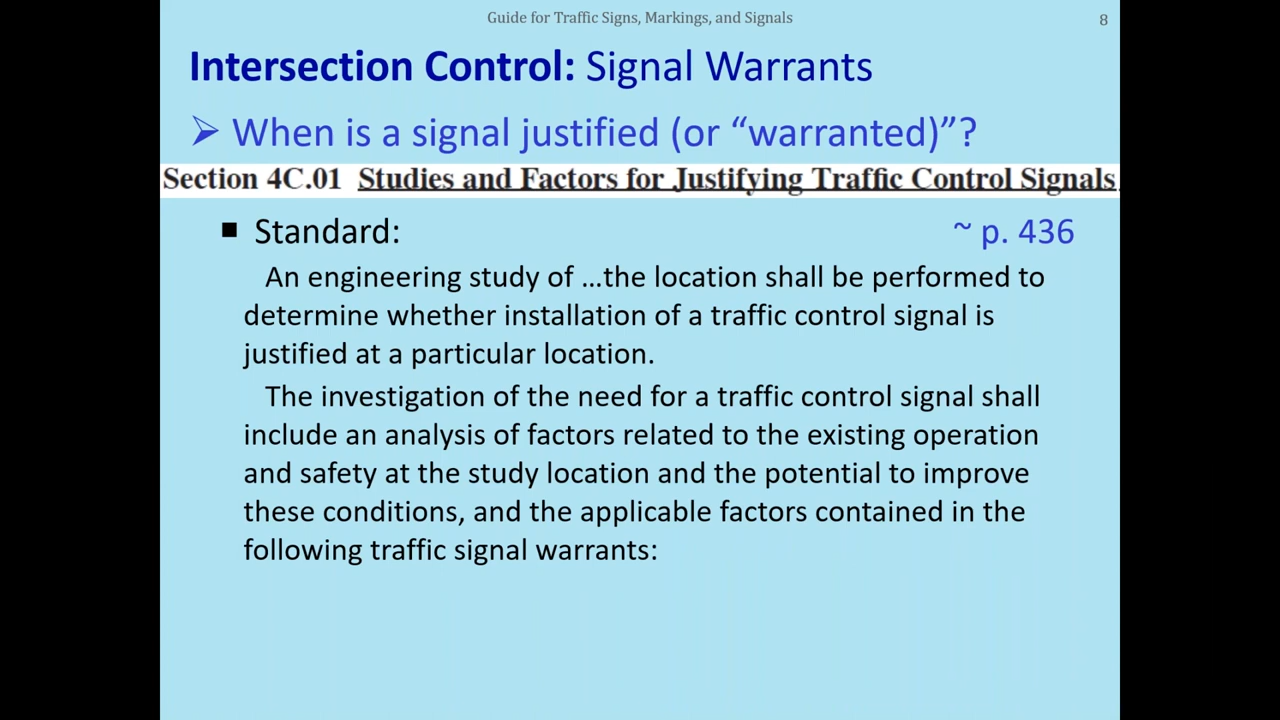 Guide for Traffic Signs, Markings, and Signals
8
Intersection Control: Signal Warrants
➢ When is a signal justified (or “warranted)”?
Section 4C.01 Studies and Factors for Justifying Traffic Control Signals
■ Standard: ~ p. 436
An engineering study of …the location shall be performed to
determine whether installation of a traffic control signal is
justified at a particular location.
The investigation of the need for a traffic control signal shall
include an analysis of factors related to the existing operation
and safety at the study location and the potential to improve
these conditions, and the applicable factors contained in the
following traffic signal warrants: